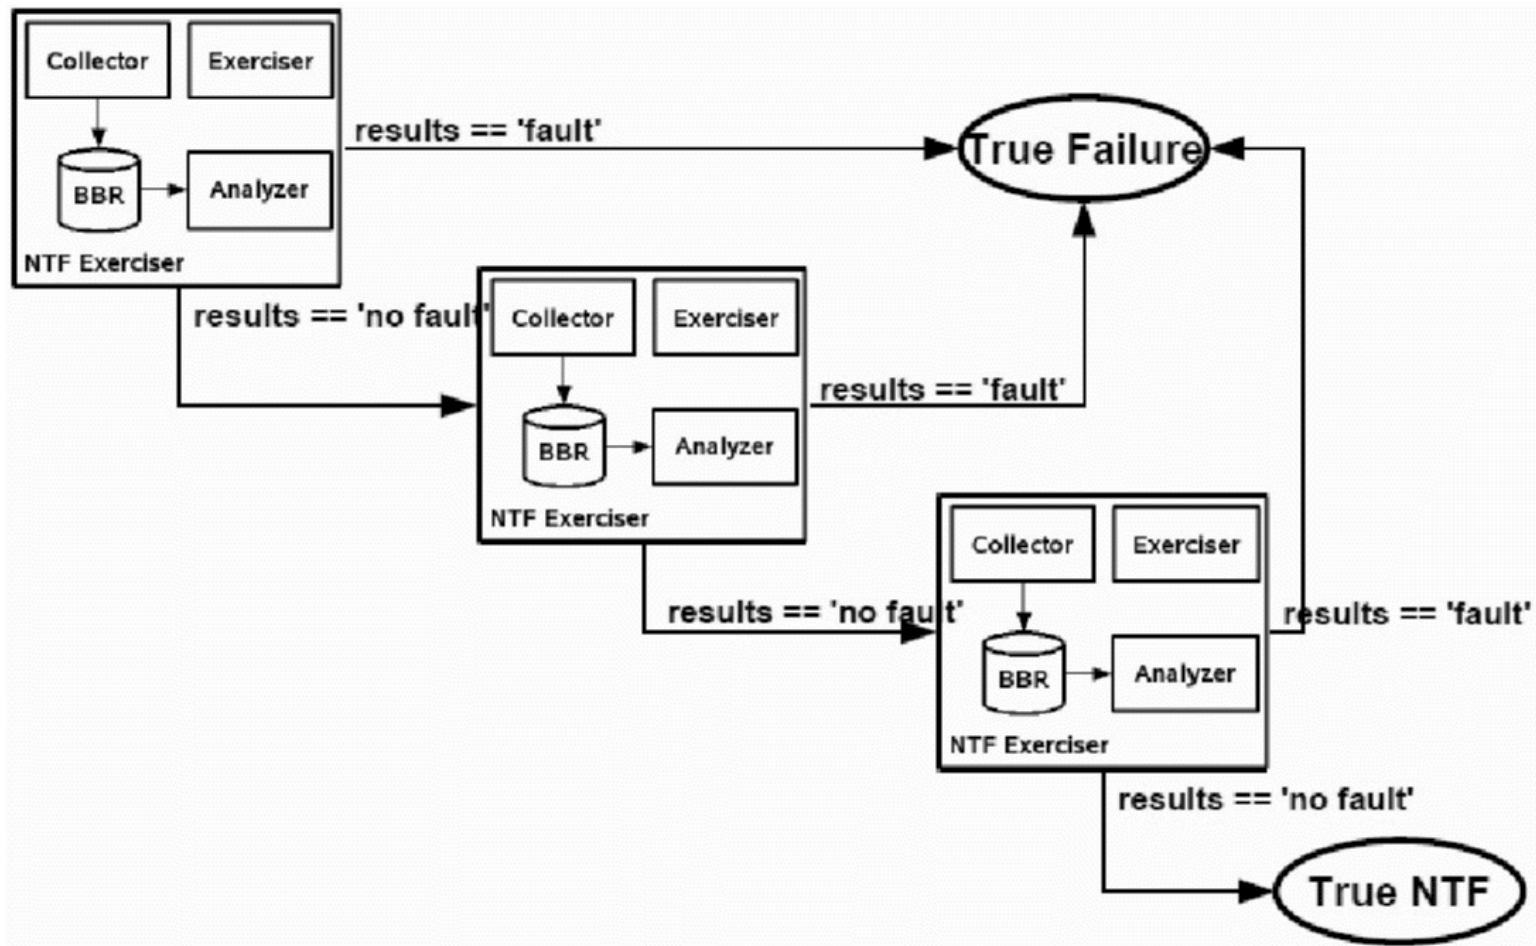 Collector
Exerciser
BBR
Analyzer
NTF Exerciser
results == 'fault'
True Failure
results == 'no fault'
Collector
Exerciser
BBR
Analyzer
NTF Exerciser
results == 'fault'
results == 'no fault'
Collector
Exerciser
BBR
Analyzer
NTF Exerciser
results == 'fault'
results == 'no fault'
True NTF